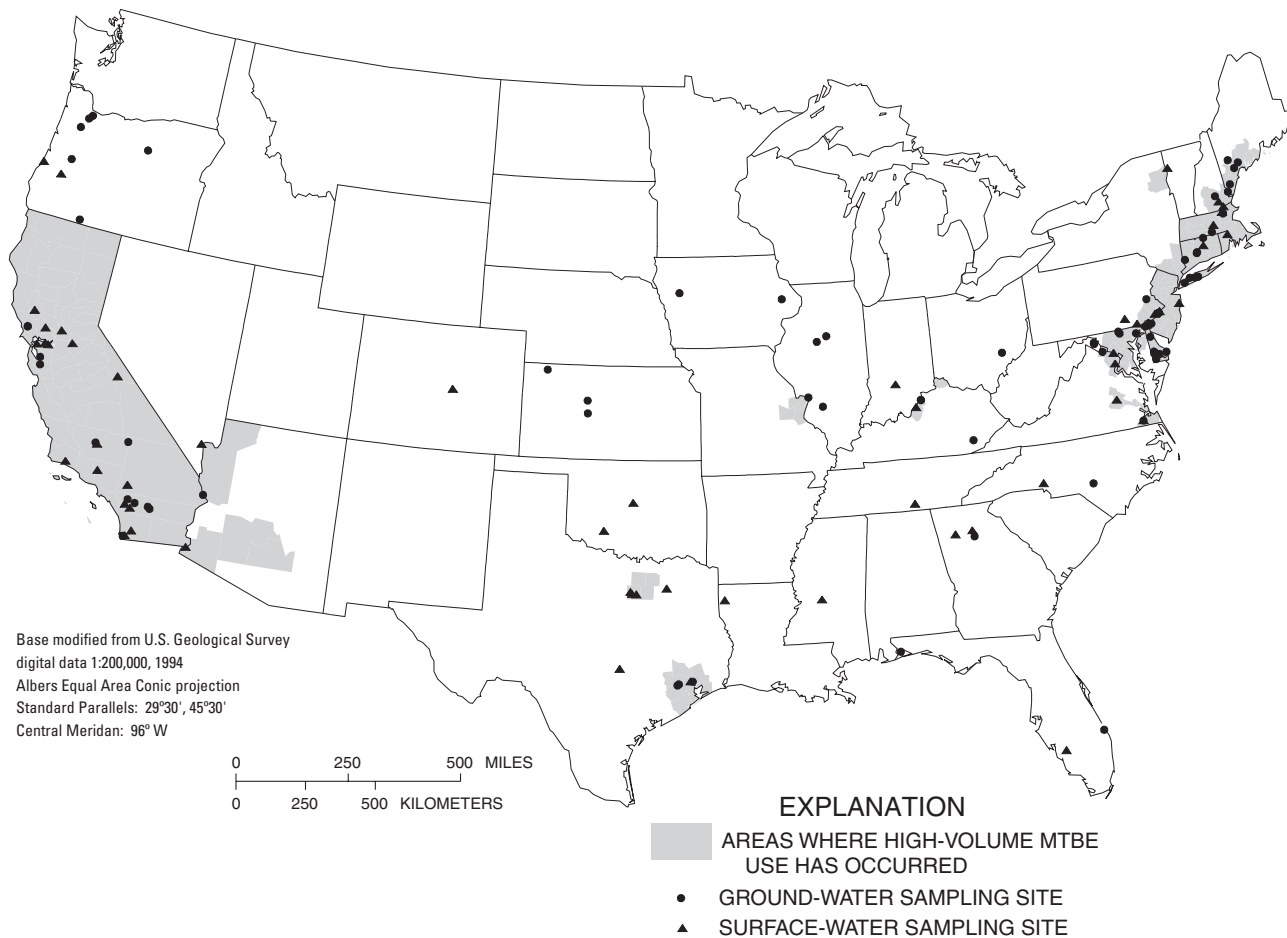 Base modified from U.S. Geological Survey
digital data 1:200,000, 1994
Albers Equal Area Conic projection
Standard Parallels: 29º30', 45º30'
Central Meridan: 96º W
0 250 500 MILES
0 250 500 KILOMETERS
EXPLANATION
AREAS WHERE HIGH-VOLUME MTBE
USE HAS OCCURRED
GROUND-WATER SAMPLING SITE
SURFACE-WATER SAMPLING SITE